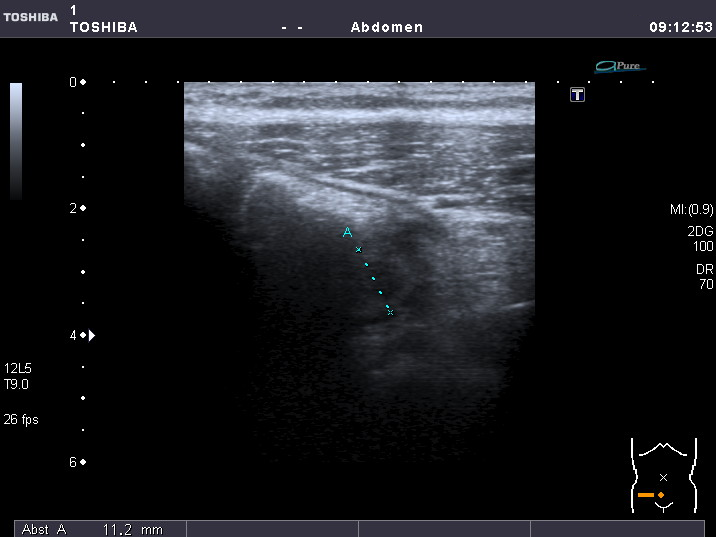 TOSHIBA
1
TOSHIBA - - Abdomen 09:12:53
Pure
T
0
2
4
6
A
MI:(0.9)
2DG
100
DR
70
12L5
T9.0
26 fps
Abst A 11.2 mm